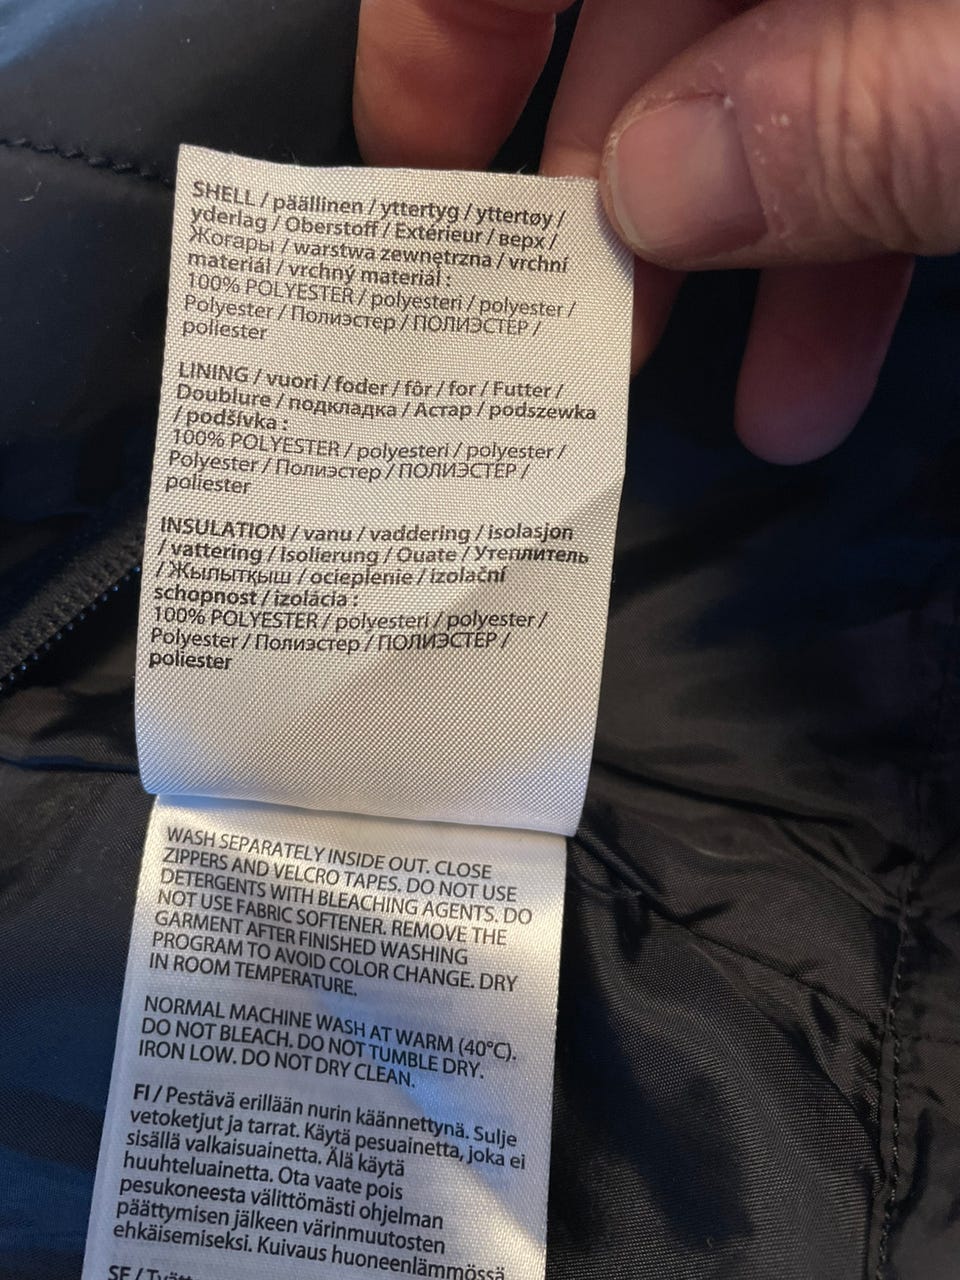 SHELL / päällinen / yttertyg / yttertøy /
yderlag / Oberstoff / Extérieur / верх /
Жоғарғы / warstwa zewnętrzna / vrchní
materiál / vrchný materiál :
100% POLYESTER / polyesteri / polyester /
Polyester / Полиэстер / ПОЛИЭСТЕР /
poliester
LINING / vuori / foder / fôr / for / Futter /
Doublure / подкладка / Астар / podszewka
/ podšívka :
100% POLYESTER / polyesteri / polyester /
Polyester / Полиэстер / ПОЛИЭСТЕР /
poliester
INSULATION / vanu / vaddering / isolasjon
/ vattering / Isolierung / Ouate / Утеплитель
/ Жылытқыш / ocieplenie / izolační
schopnost / izolácia :
100% POLYESTER / polyesteri / polyester /
Polyester / Полиэстер / ПОЛИЭСТЕР /
poliester
WASH SEPARATELY INSIDE OUT. CLOSE
ZIPPERS AND VELCRO TAPES. DO NOT USE
DETERGENTS WITH BLEACHING AGENTS. DO
NOT USE FABRIC SOFTENER. REMOVE THE
GARMENT AFTER FINISHED WASHING
PROGRAM TO AVOID COLOR CHANGE. DRY
IN ROOM TEMPERATURE.
NORMAL MACHINE WASH AT WARM (40°C).
DO NOT BLEACH. DO NOT TUMBLE DRY.
IRON LOW. DO NOT DRY CLEAN.
FI / Pestävä erillään nurin käännettynä. Sulje
vetoketjut ja tarrat. Käytä pesuainetta, joka ei
sisällä valkaisuainetta. Älä käytä
huuhteluainetta. Ota vaate pois
pesukoneesta välittömästi ohjelman
päättymisen jälkeen värinmuutosten
ehkäisemiseksi. Kuivaus huoneenlämmössä
SE /